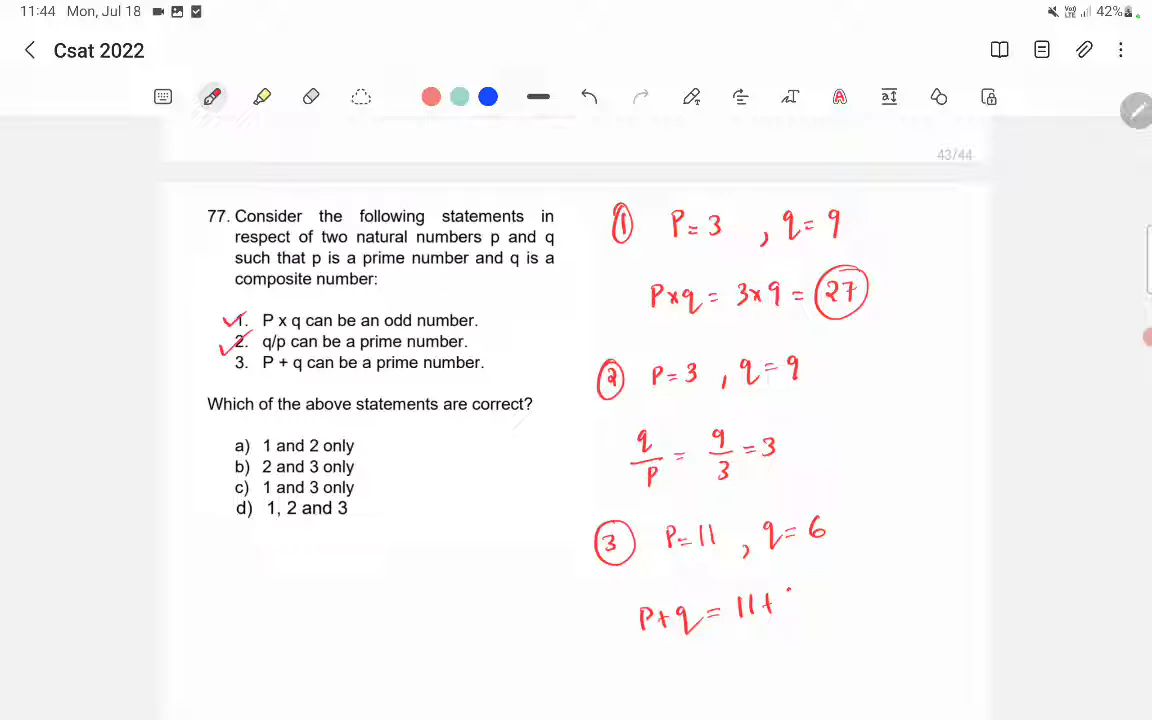 11:44 Mon, Jul 18 42%
Csat 2022
43/44
77. Consider the following statements in
respect of two natural numbers p and q
such that p is a prime number and q is a
composite number:
1. P x q can be an odd number.
2. q/p can be a prime number.
3. P + q can be a prime number.
Which of the above statements are correct?
a) 1 and 2 only
b) 2 and 3 only
c) 1 and 3 only
d) 1, 2 and 3
① P = 3 , q = 9
P x q = 3 x 9 = 27
② P = 3 , q = 9
q/p = 9/3 = 3
③ P = 11 , q = 6
P + q = 11 +